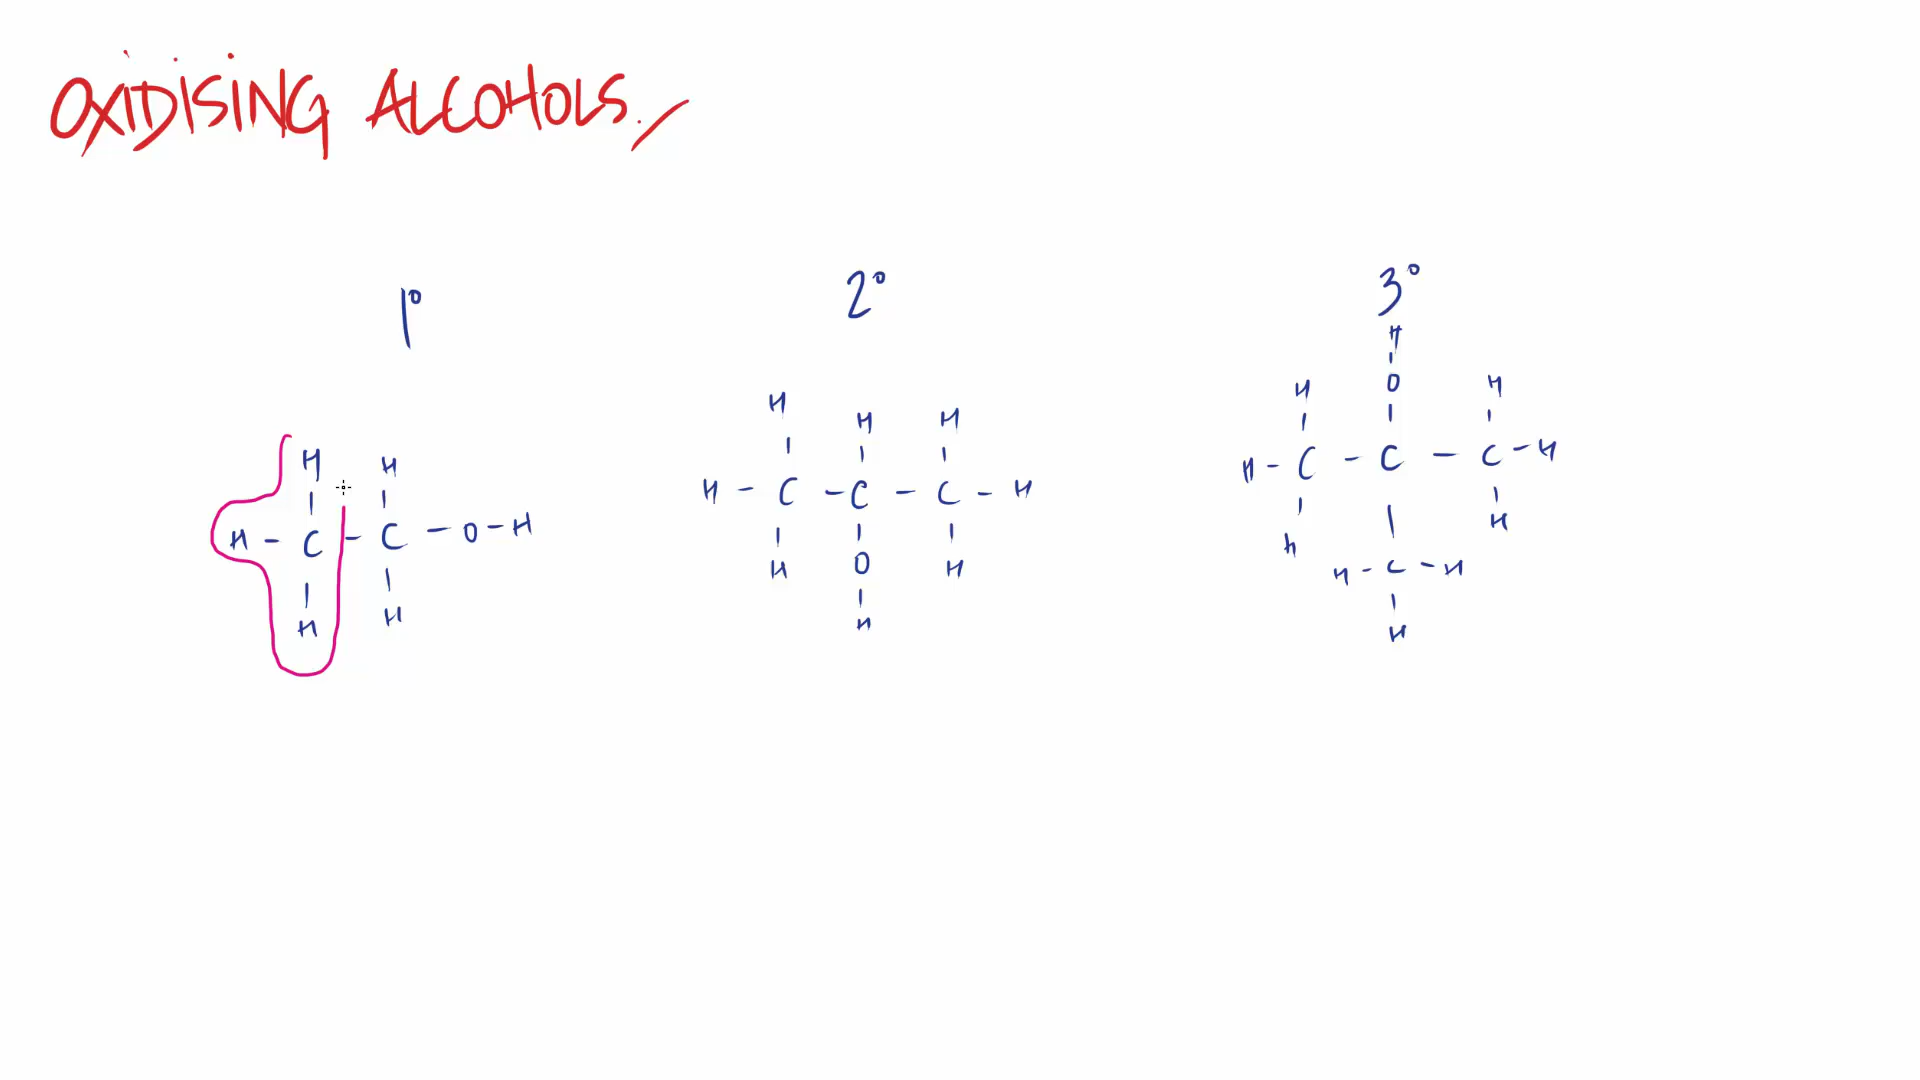 OXIDISING ALCOHOLS.
1° 2° 3°
H
H O H
H H H
H H H - C - C - C - H
H - C - C - C - H
H - C - C - O - H H H
H O H H - C - H
H H H H